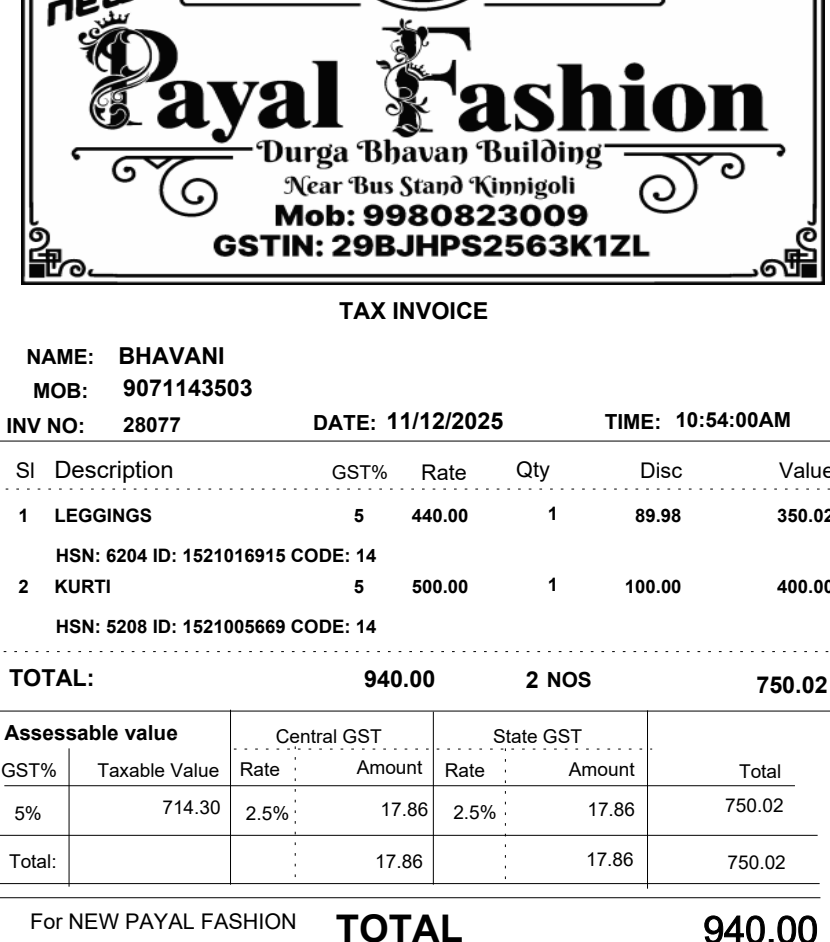 new
Payal Fashion
Durga Bhavan Building
Near Bus Stand Kinnigoli
Mob: 9980823009
GSTIN: 29BJHPS2563K1ZL
TAX INVOICE
NAME: BHAVANI
MOB: 9071143503
INV NO: 28077 DATE: 11/12/2025 TIME: 10:54:00AM
Sl Description GST% Rate Qty Disc Value
1 LEGGINGS 5 440.00 1 89.98 350.02
HSN: 6204 ID: 1521016915 CODE: 14
2 KURTI 5 500.00 1 100.00 400.00
HSN: 5208 ID: 1521005669 CODE: 14
TOTAL: 940.00 2 NOS 750.02
Assessable value Central GST State GST
GST% Taxable Value Rate Amount Rate Amount Total
5% 714.30 2.5% 17.86 2.5% 17.86 750.02
Total: 17.86 17.86 750.02
For NEW PAYAL FASHION TOTAL 940.00